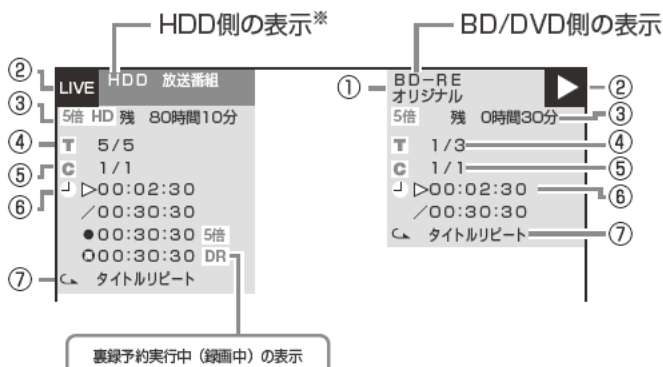 HDD側の表示※
② LIVE HDD 放送番組
③ 5倍 HD 残 80時間10分
④ T 5/5
⑤ C 1/1
⑥ ▷00:02:30
/00:30:30
●00:30:30 5倍
00:30:30 DR
⑦ タイトルリピート
裏録予約実行中(録画中)の表示
BD/DVD側の表示
① BD-RE ②
オリジナル
5倍 残 0時間30分 ③
T 1/3 ④
C 1/1 ⑤
▷00:02:30 ⑥
/00:30:30
タイトルリピート ⑦